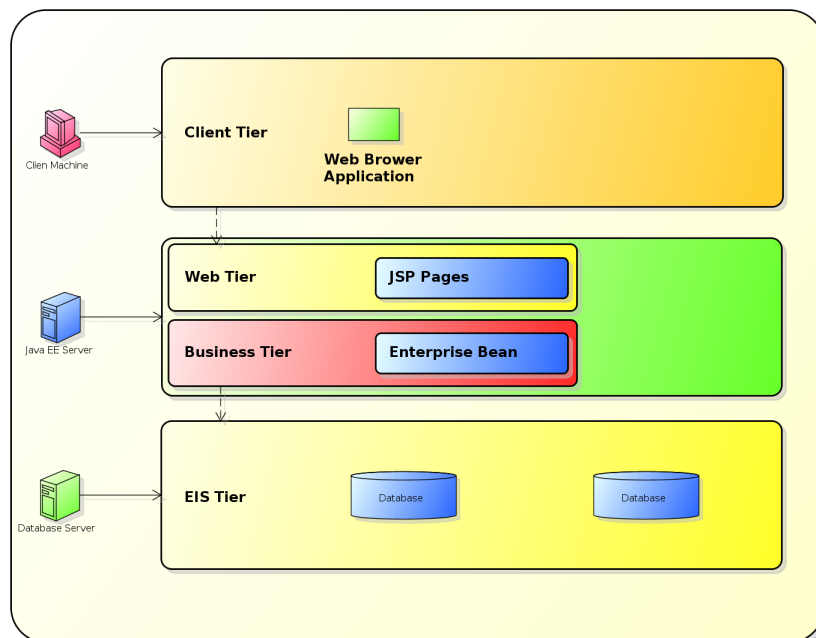 Client Tier
Web Brower
Application
Clien Machine
Web Tier
JSP Pages
Java EE Server
Business Tier
Enterprise Bean
EIS Tier
Database
Database
Database Server